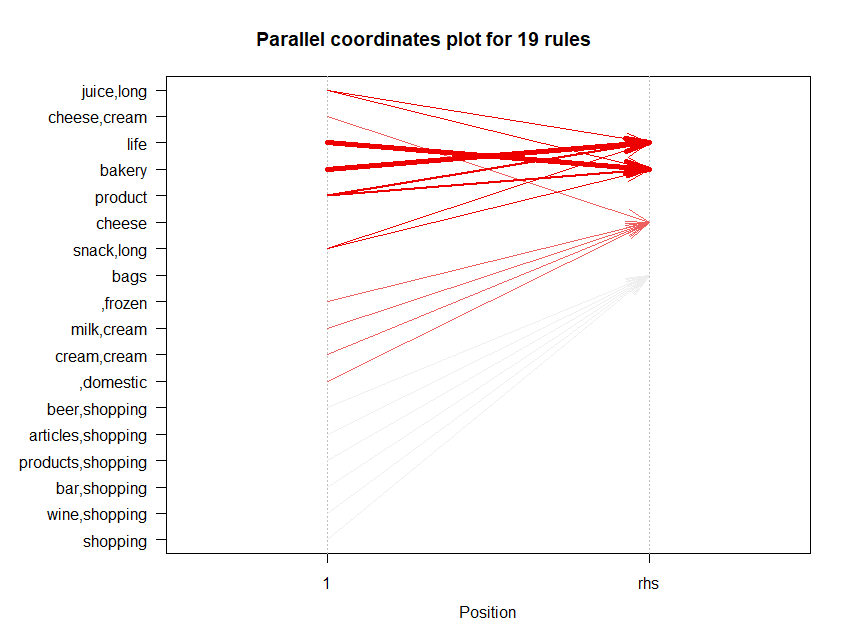 Parallel coordinates plot for 19 rules
juice,long
cheese,cream
life
bakery
product
cheese
snack,long
bags
,frozen
milk,cream
cream,cream
,domestic
beer,shopping
articles,shopping
products,shopping
bar,shopping
wine,shopping
shopping
1 rhs
Position